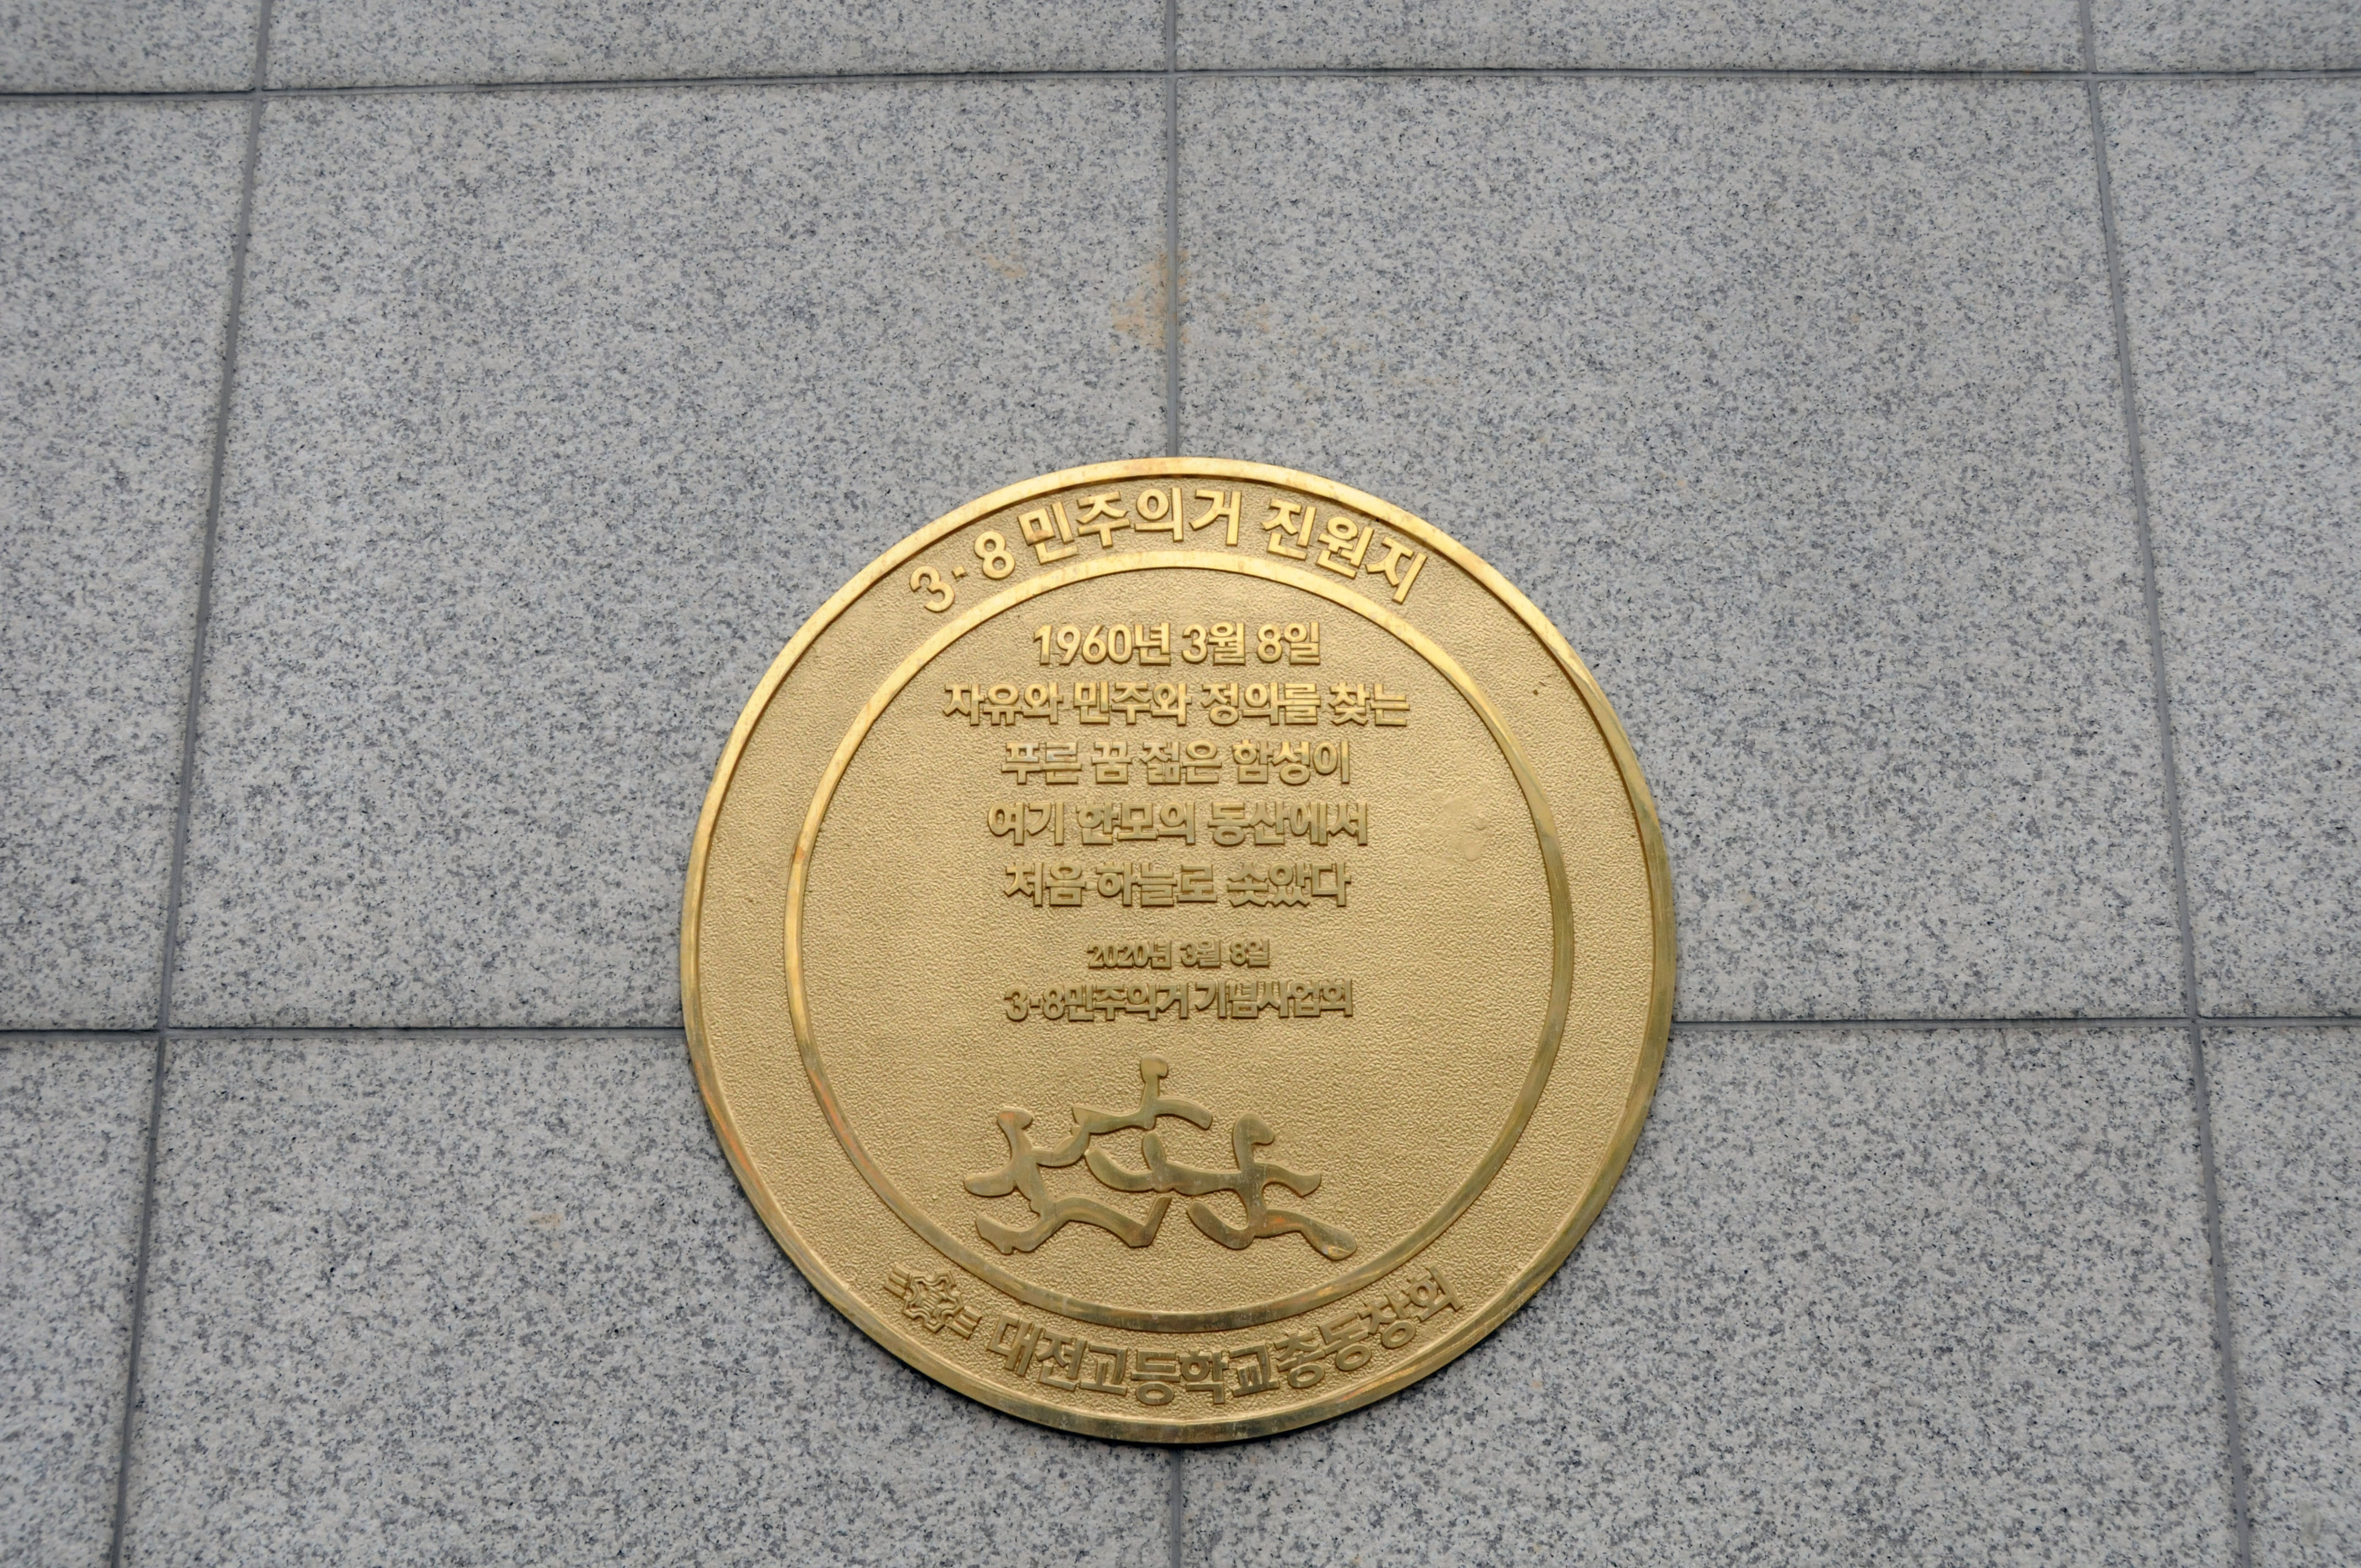 3·8 민주의거 진원지
1960년 3월 8일
자유와 민주와 정의를 찾는
푸른 꿈 젊은 함성이
여기 한모의 동산에서
처음 하늘로 솟았다
2020년 3월 8일
3·8민주의거 기념사업회
대전고등학교총동창회